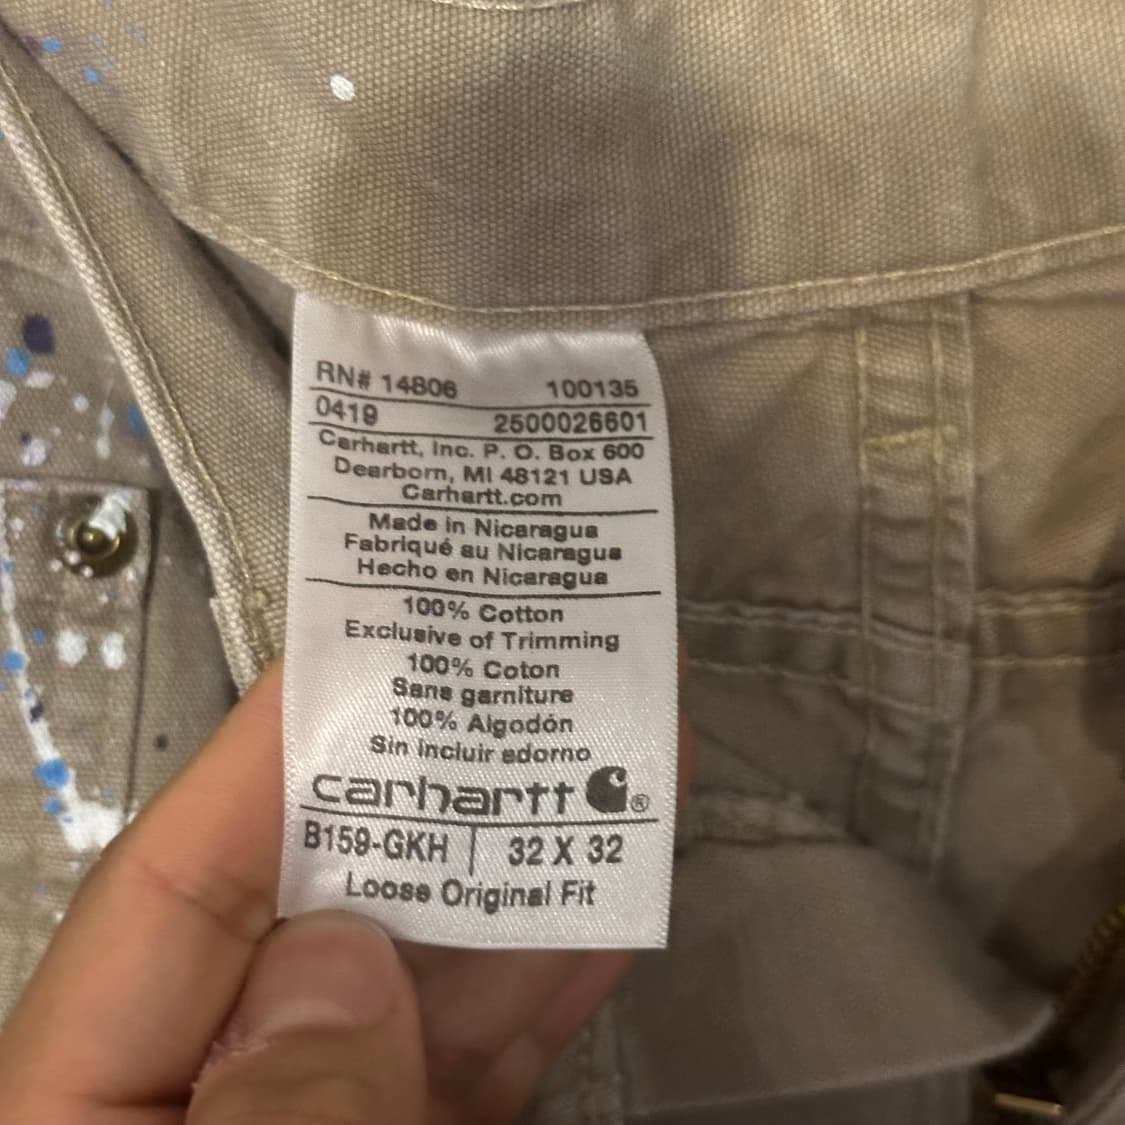 RN# 14806 100135
0419 2500026601
Carhartt, Inc. P. O. Box 600
Dearborn, MI 48121 USA
Carhartt.com
Made in Nicaragua
Fabriqué au Nicaragua
Hecho en Nicaragua
100% Cotton
Exclusive of Trimming
100% Coton
Sans garniture
100% Algodón
Sin incluir adorno
carhartt ®
B159-GKH 32 X 32
Loose Original Fit